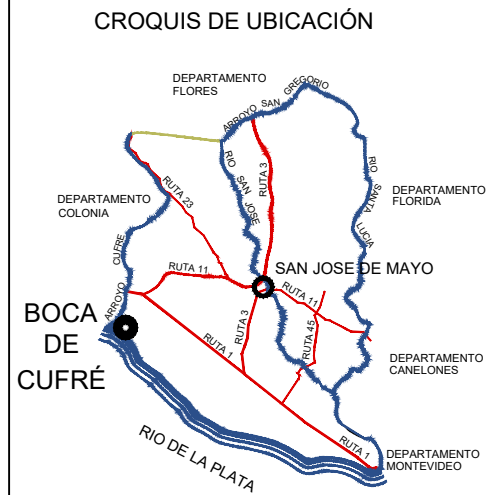 CROQUIS DE UBICACIÓN
DEPARTAMENTO
FLORES
ARROYO SAN GREGORIO
RIO SAN JOSE
RUTA 3
RUTA 23
RIO SANTA LUCIA
DEPARTAMENTO
FLORIDA
DEPARTAMENTO
COLONIA
ARROYO CUFRE
RUTA 11
SAN JOSE DE MAYO
RUTA 11
BOCA
DE
CUFRÉ
RUTA 3
RUTA 45
RUTA 1
DEPARTAMENTO
CANELONES
RIO DE LA PLATA
RUTA 1
DEPARTAMENTO
MONTEVIDEO